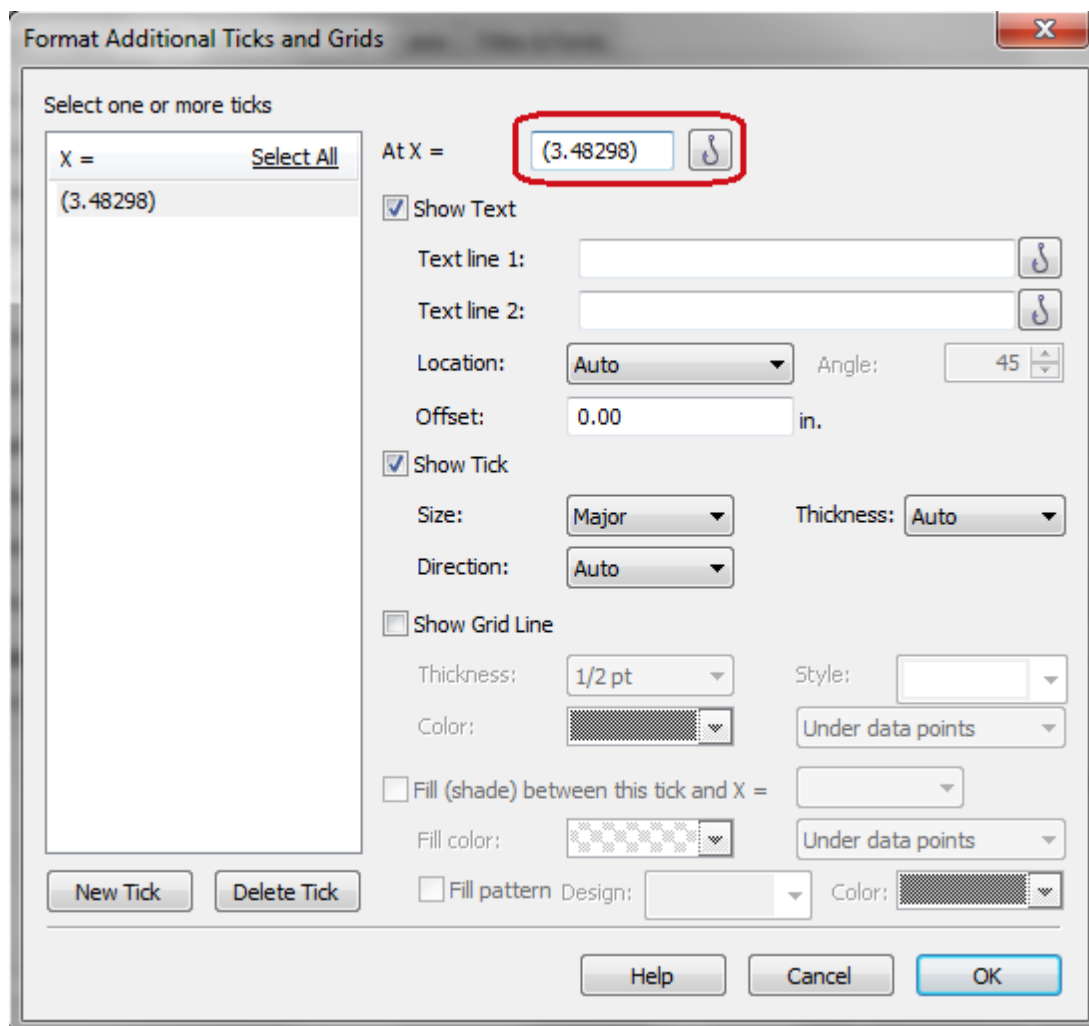 Format Additional Ticks and Grids
Select one or more ticks
X = Select All
(3.48298)
At X = (3.48298)
Show Text
Text line 1:
Text line 2:
Location: Auto Angle: 45
Offset: 0.00 in.
Show Tick
Size: Major Thickness: Auto
Direction: Auto
Show Grid Line
Thickness: 1/2 pt Style:
Color: Under data points
Fill (shade) between this tick and X =
Fill color: Under data points
Fill pattern Design: Color:
New Tick Delete Tick
Help Cancel OK